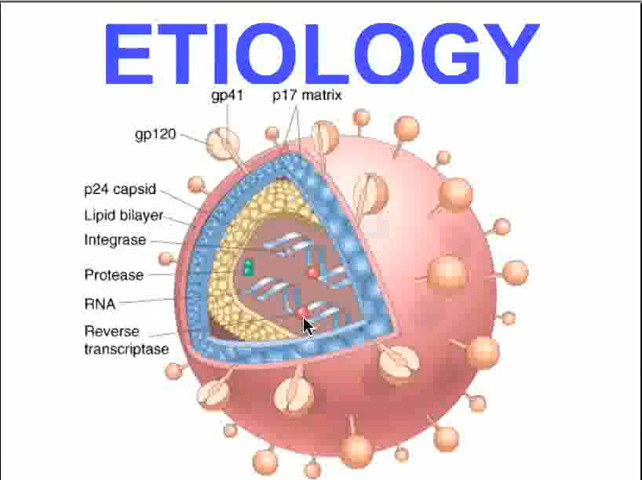 ETIOLOGY
gp41
p17 matrix
gp120
p24 capsid
Lipid bilayer
Integrase
Protease
RNA
Reverse
transcriptase